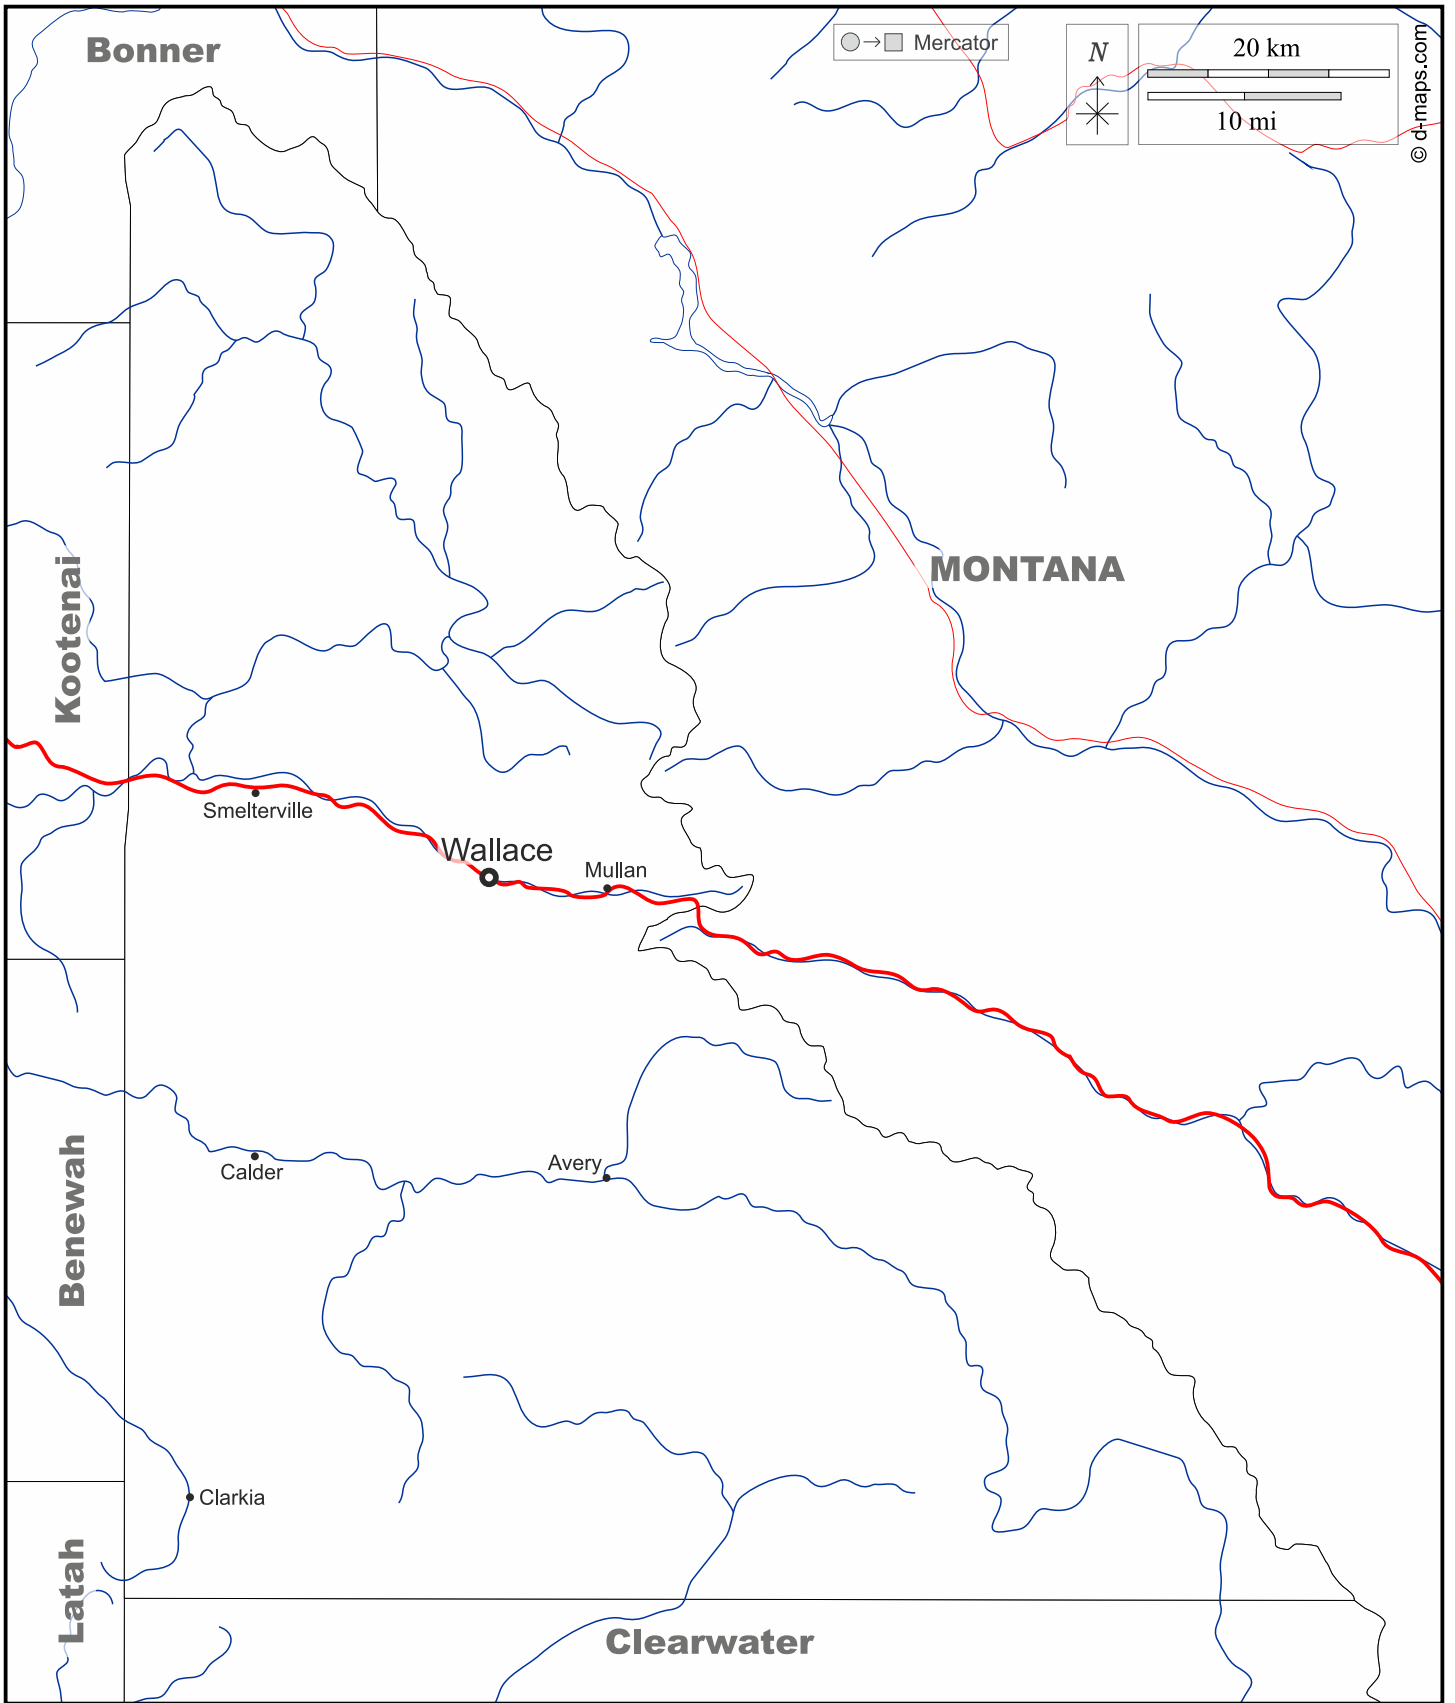 Bonner
Mercator
N
20 km
10 mi
© d-maps.com
Kootenai
MONTANA
Smelterville
Wallace
Mullan
Benewah
Calder
Avery
Clarkia
Latah
Clearwater